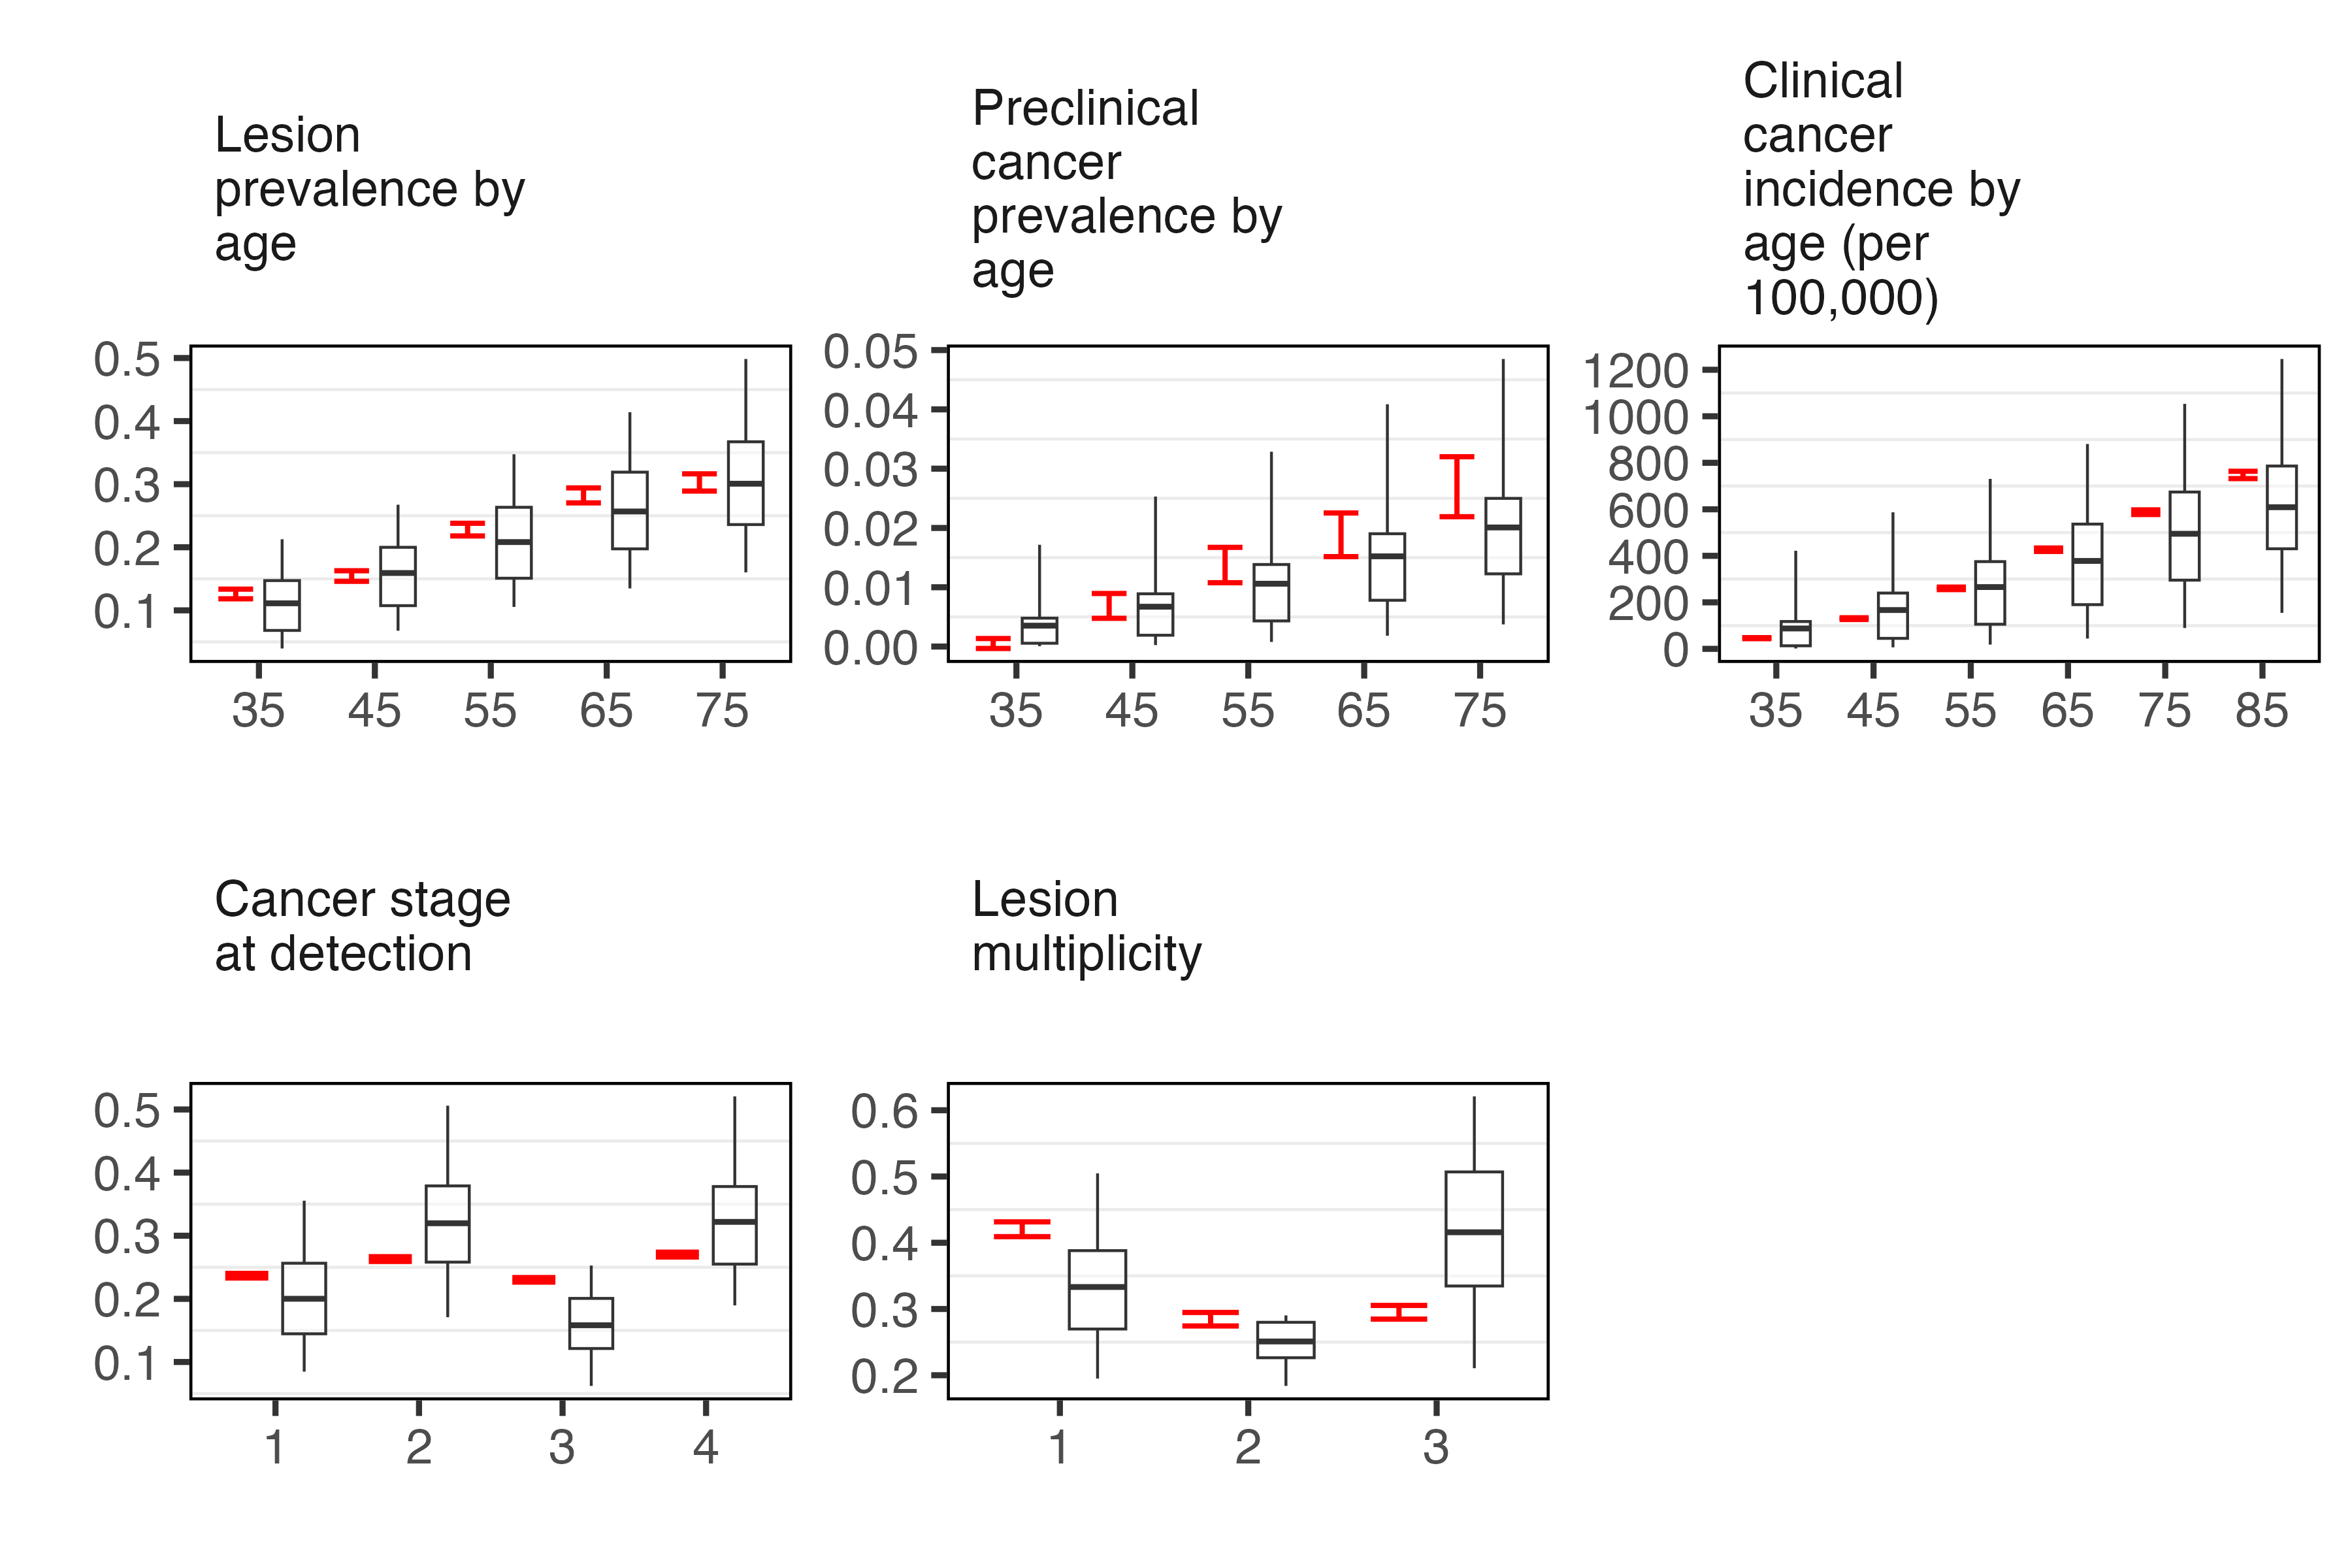 Lesion
prevalence by
age
0.5
0.4
0.3
0.2
0.1
35 45 55 65 75
Preclinical
cancer
prevalence by
age
0.05
0.04
0.03
0.02
0.01
0.00
35 45 55 65 75
Clinical
cancer
incidence by
age (per
100,000)
1200
1000
800
600
400
200
0
35 45 55 65 75 85
Cancer stage
at detection
0.5
0.4
0.3
0.2
0.1
1 2 3 4
Lesion
multiplicity
0.6
0.5
0.4
0.3
0.2
1 2 3